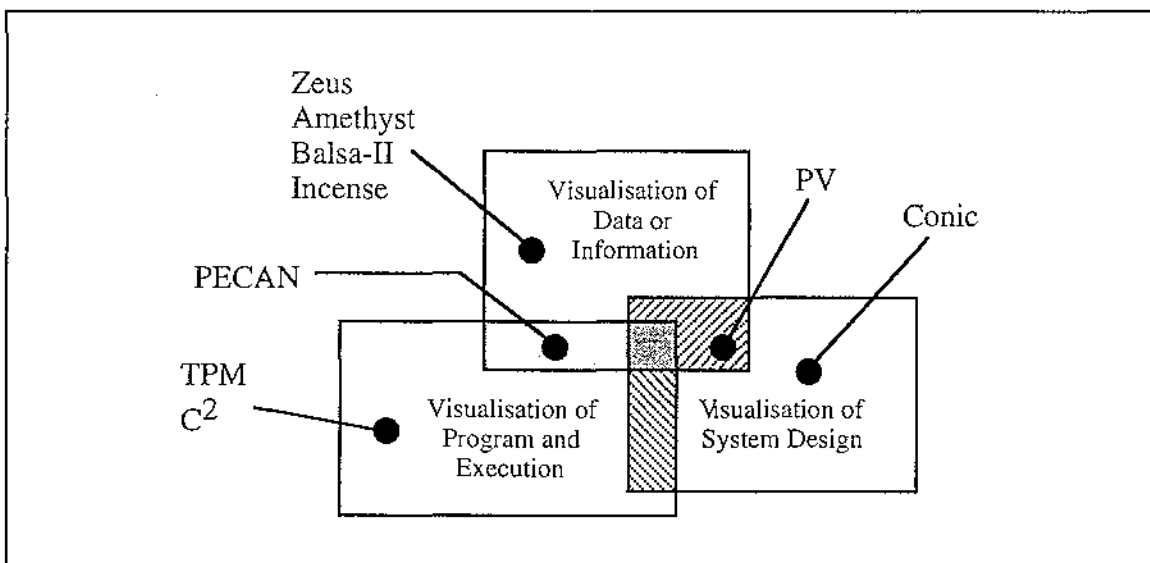 Zeus
Amethyst
Balsa-II
Incense
Visualisation of
Data or
Information
PV
Conic
PECAN
TPM
C²
Visualisation of
Program and
Execution
Visualisation of
System Design